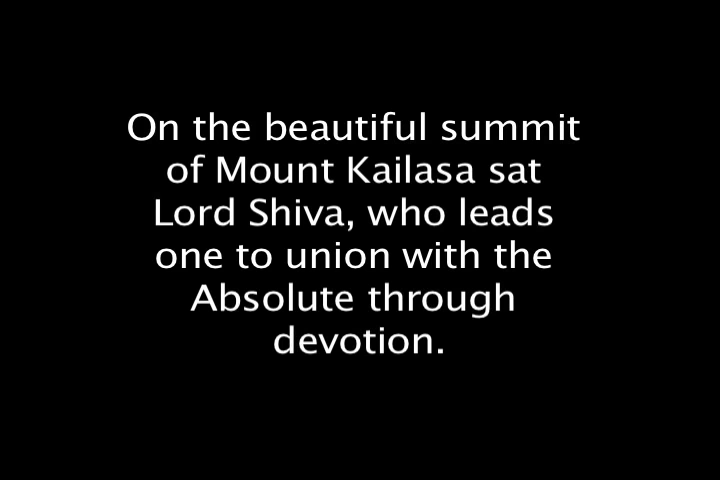 On the beautiful summit
of Mount Kailasa sat
Lord Shiva, who leads
one to union with the
Absolute through
devotion.